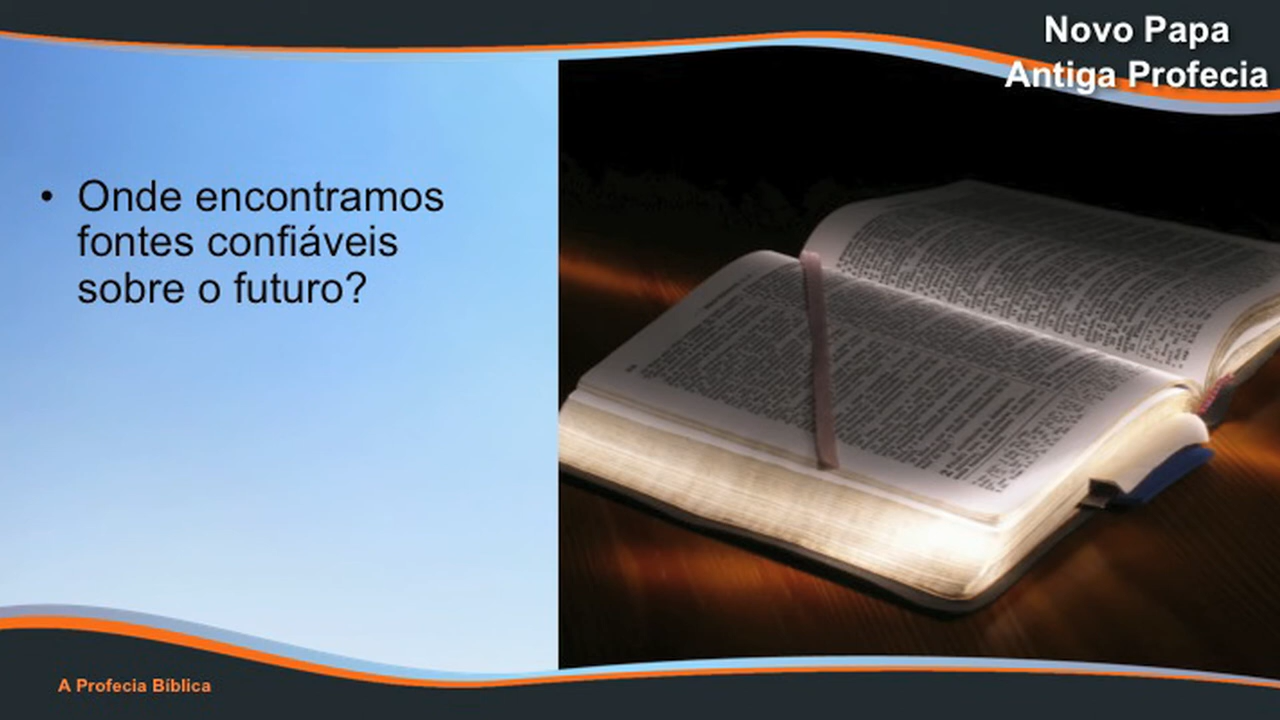 Novo Papa
Antiga Profecia
• Onde encontramos
fontes confiáveis
sobre o futuro?
A Profecia Bíblica